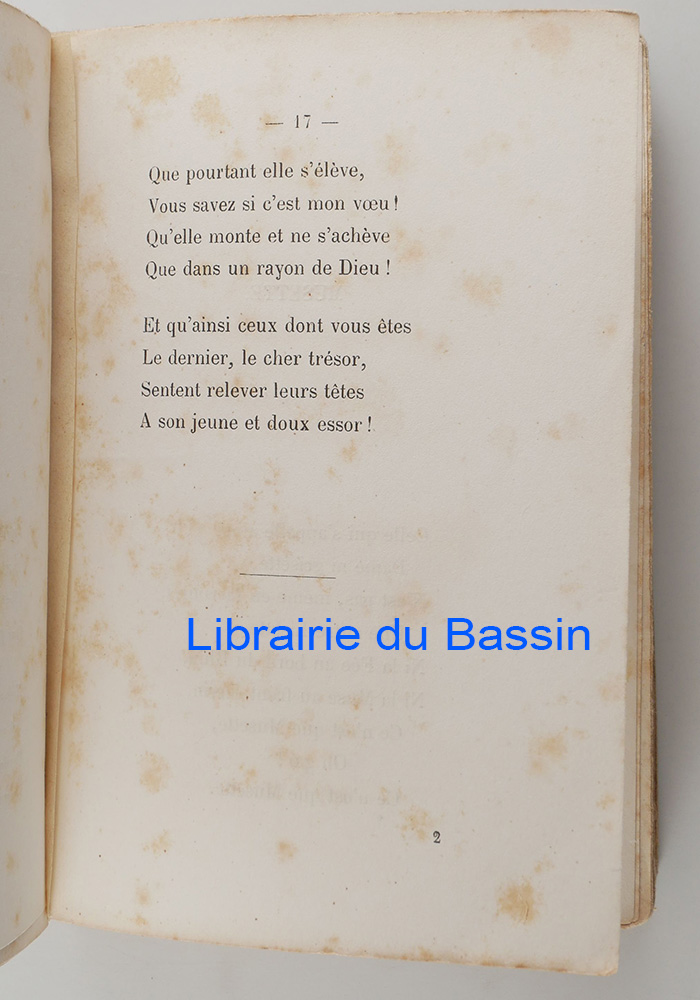 — 17 —
Que pourtant elle s'élève,
Vous savez si c'est mon vœu !
Qu'elle monte et ne s'achève
Que dans un rayon de Dieu !
Et qu'ainsi ceux dont vous êtes
Le dernier, le cher trésor,
Sentent relever leurs têtes
A son jeune et doux essor !
Librairie du Bassin
2